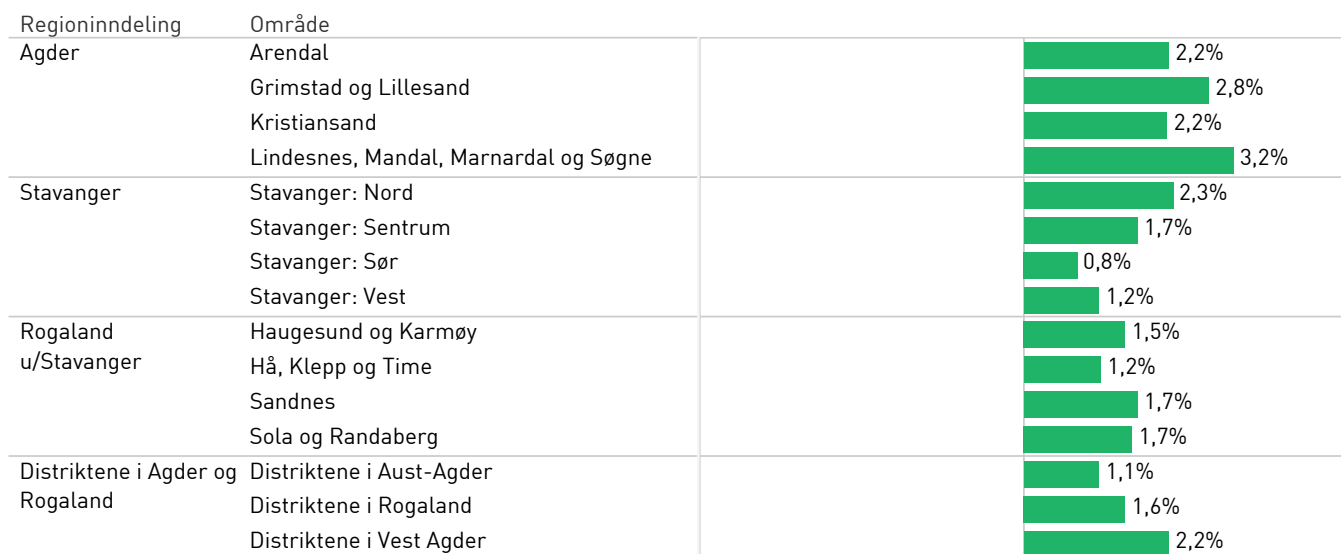 Regioninndeling Område
Agder Arendal 2,2%
Grimstad og Lillesand 2,8%
Kristiansand 2,2%
Lindesnes, Mandal, Marnardal og Søgne 3,2%
Stavanger Stavanger: Nord 2,3%
Stavanger: Sentrum 1,7%
Stavanger: Sør 0,8%
Stavanger: Vest 1,2%
Rogaland Haugesund og Karmøy 1,5%
u/Stavanger Hå, Klepp og Time 1,2%
Sandnes 1,7%
Sola og Randaberg 1,7%
Distriktene i Agder og Distriktene i Aust-Agder 1,1%
Rogaland Distriktene i Rogaland 1,6%
Distriktene i Vest Agder 2,2%